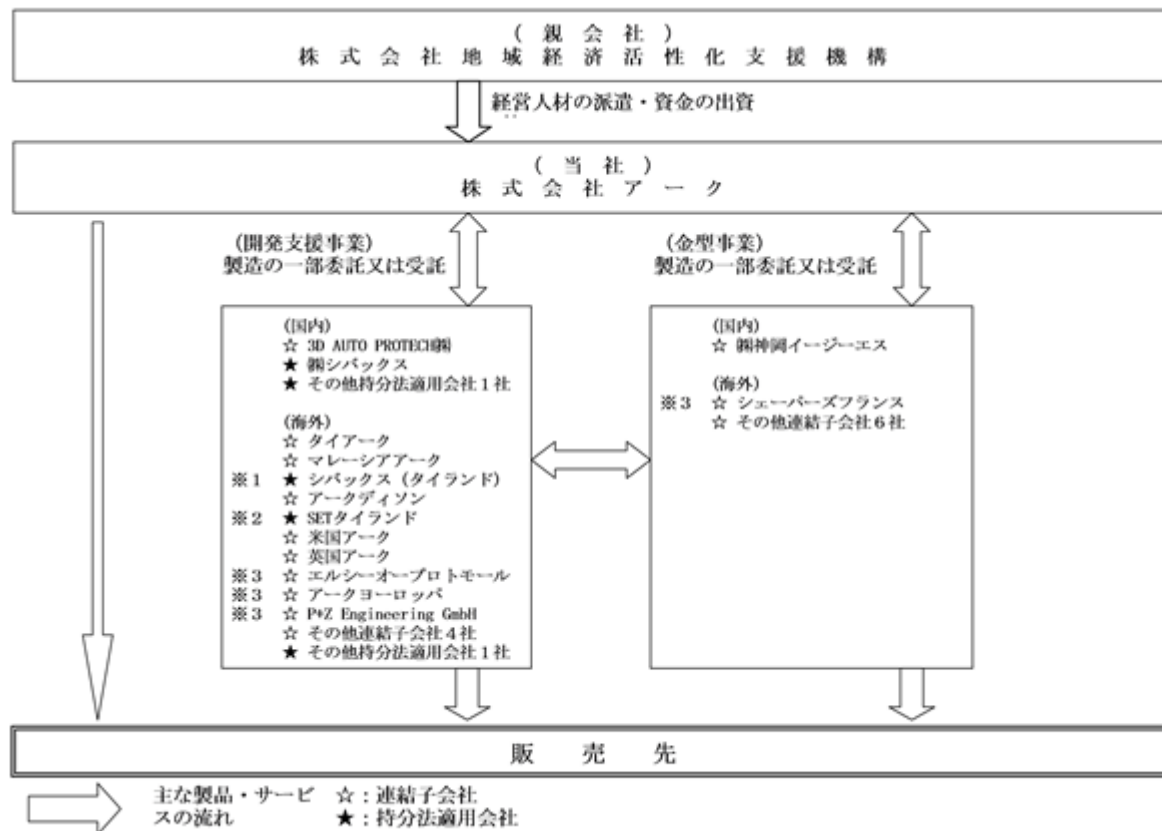 ( 親 会 社 )
株 式 会 社 地 域 経 済 活 性 化 支 援 機 構
経営人材の派遣・資金の出資
( 当 社 )
株 式 会 社 ア ー ク
(開発支援事業)
製造の一部委託又は受託
(金型事業)
製造の一部委託又は受託
(国内)
☆ 3D AUTO PROTECH㈱
★ ㈱シバックス
★ その他持分法適用会社1社
(海外)
☆ タイアーク
☆ マレーシアアーク
※1 ★ シバックス (タイランド)
☆ アークディソン
※2 ★ SETタイランド
☆ 米国アーク
☆ 英国アーク
※3 ☆ エルシーオープロトモール
※3 ☆ アークヨーロッパ
※3 ☆ P+Z Engineering GmbH
☆ その他連結子会社4社
★ その他持分法適用会社1社
(国内)
☆ ㈱神岡イージーエス
(海外)
※3 ☆ シェーパーズフランス
☆ その他連結子会社6社
販 売 先
主な製品・サービ
スの流れ
☆:連結子会社
★:持分法適用会社